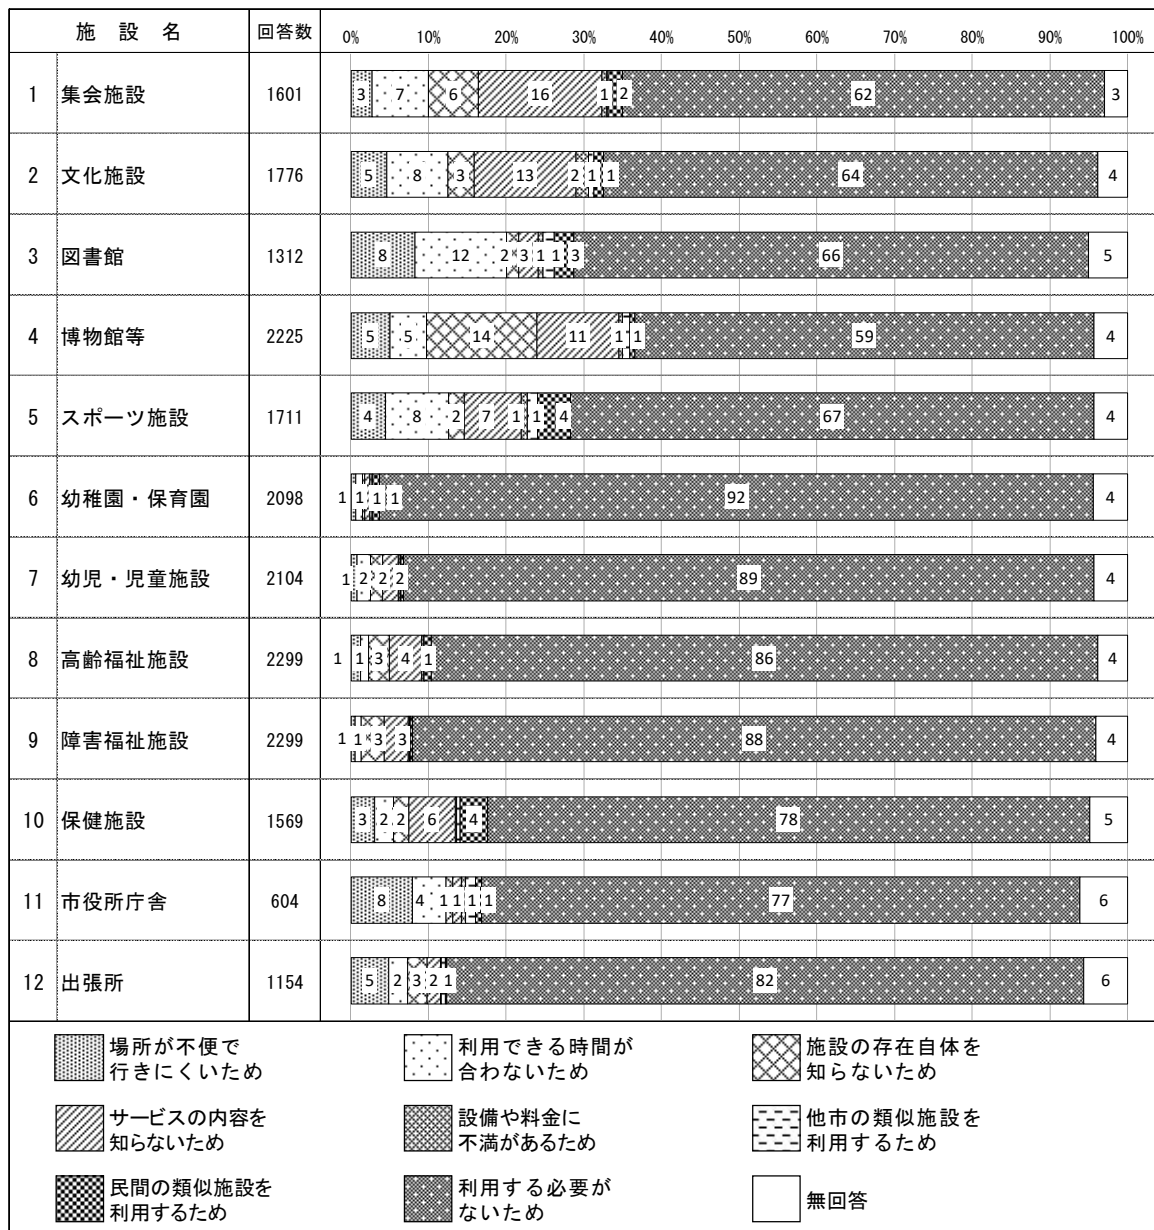 施 設 名 回答数 0% 10% 20% 30% 40% 50% 60% 70% 80% 90% 100%
1 集会施設 1601 3 7 6 16 1 2 62 3
2 文化施設 1776 5 8 3 13 2 1 1 64 4
3 図書館 1312 8 12 2 3 1 1 3 66 5
4 博物館等 2225 5 5 14 11 1 1 59 4
5 スポーツ施設 1711 4 8 2 7 1 1 4 67 4
6 幼稚園・保育園 2098 1 1 1 1 92 4
7 幼児・児童施設 2104 1 2 2 2 89 4
8 高齢福祉施設 2299 1 1 3 4 1 86 4
9 障害福祉施設 2299 1 1 3 3 88 4
10 保健施設 1569 3 2 2 6 4 78 5
11 市役所庁舎 604 8 4 1 1 1 1 77 6
12 出張所 1154 5 2 3 2 1 82 6
場所が不便で
行きにくいため
利用できる時間が
合わないため
施設の存在自体を
知らないため
サービスの内容を
知らないため
設備や料金に
不満があるため
他市の類似施設を
利用するため
民間の類似施設を
利用するため
利用する必要が
ないため
無回答